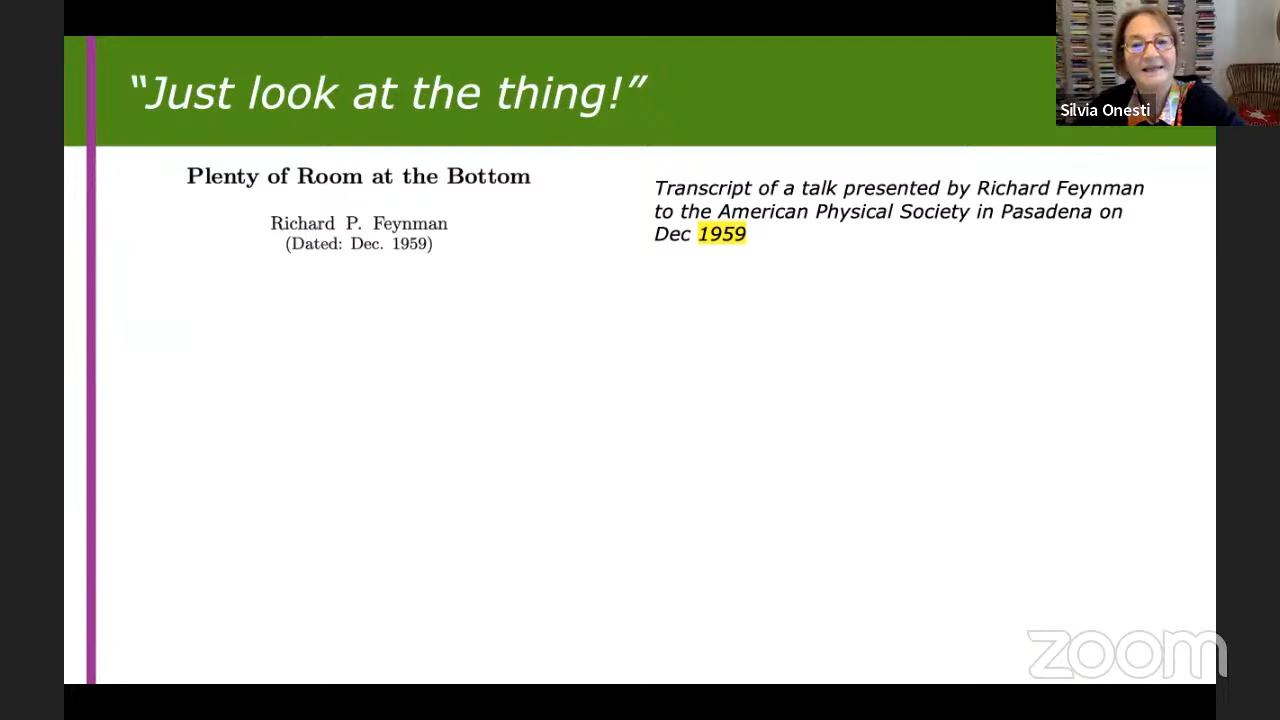 “Just look at the thing!”
Silvia Onesti
Plenty of Room at the Bottom
Richard P. Feynman
(Dated: Dec. 1959)
Transcript of a talk presented by Richard Feynman
to the American Physical Society in Pasadena on
Dec 1959
zoom